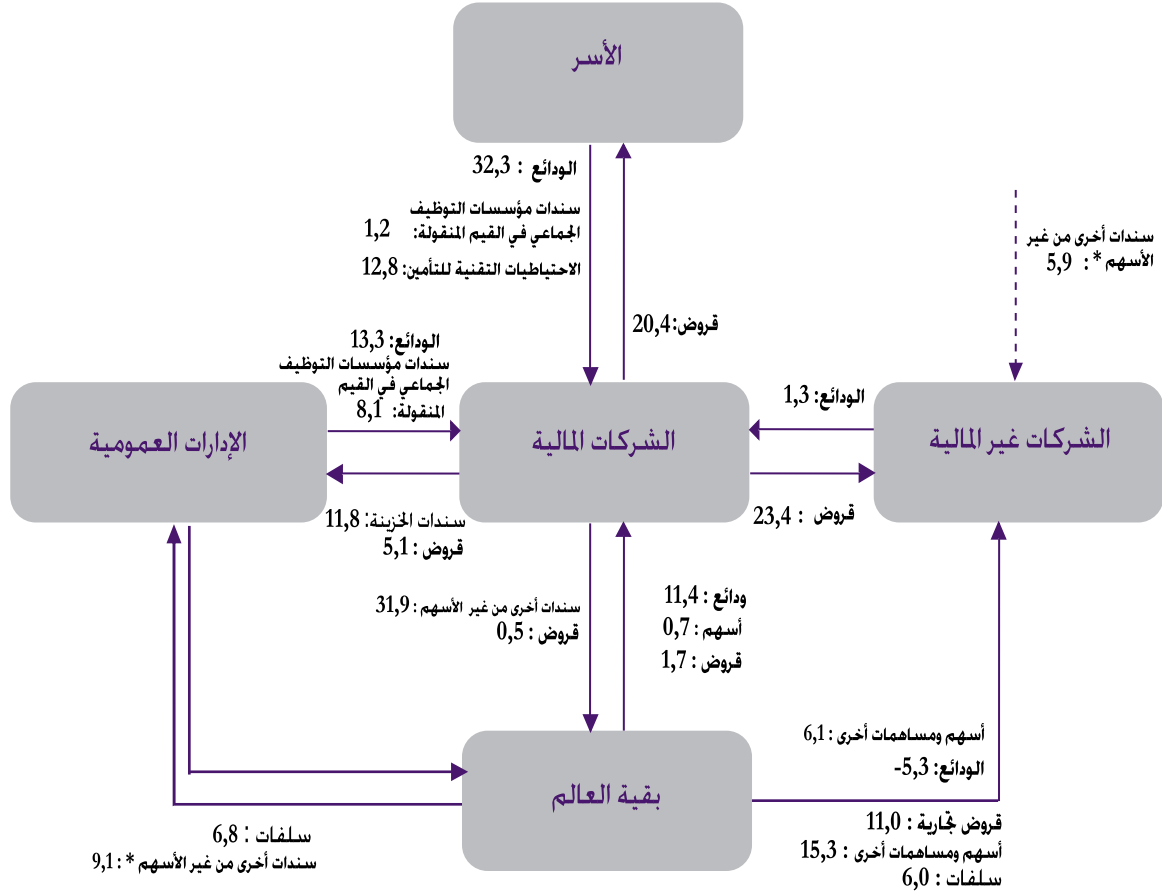 الأسر
الودائع : 32,3
سندات مؤسسات التوظيف
الجماعي في القيم المنقولة: 1,2
الاحتياطيات التقنية للتأمين: 12,8
قروض:20,4
سندات أخرى من غير
الأسهم * : 5,9
الودائع: 13,3
سندات مؤسسات التوظيف
الجماعي في القيم
المنقولة: 8,1
الودائع: 1,3
الشركات غير المالية
الشركات المالية
الإدارات العمومية
قروض : 23,4
سندات الخزينة: 11,8
قروض : 5,1
سندات أخرى من غير الأسهم : 31,9
قروض : 0,5
ودائع : 11,4
أسهم : 0,7
قروض : 1,7
أسهم ومساهمات أخرى : 6,1
الودائع: 5,3-
بقية العالم
قروض تجارية : 11,0
أسهم ومساهمات أخرى : 15,3
سلفات : 6,0
سلفات : 6,8
سندات أخرى من غير الأسهم * : 9,1